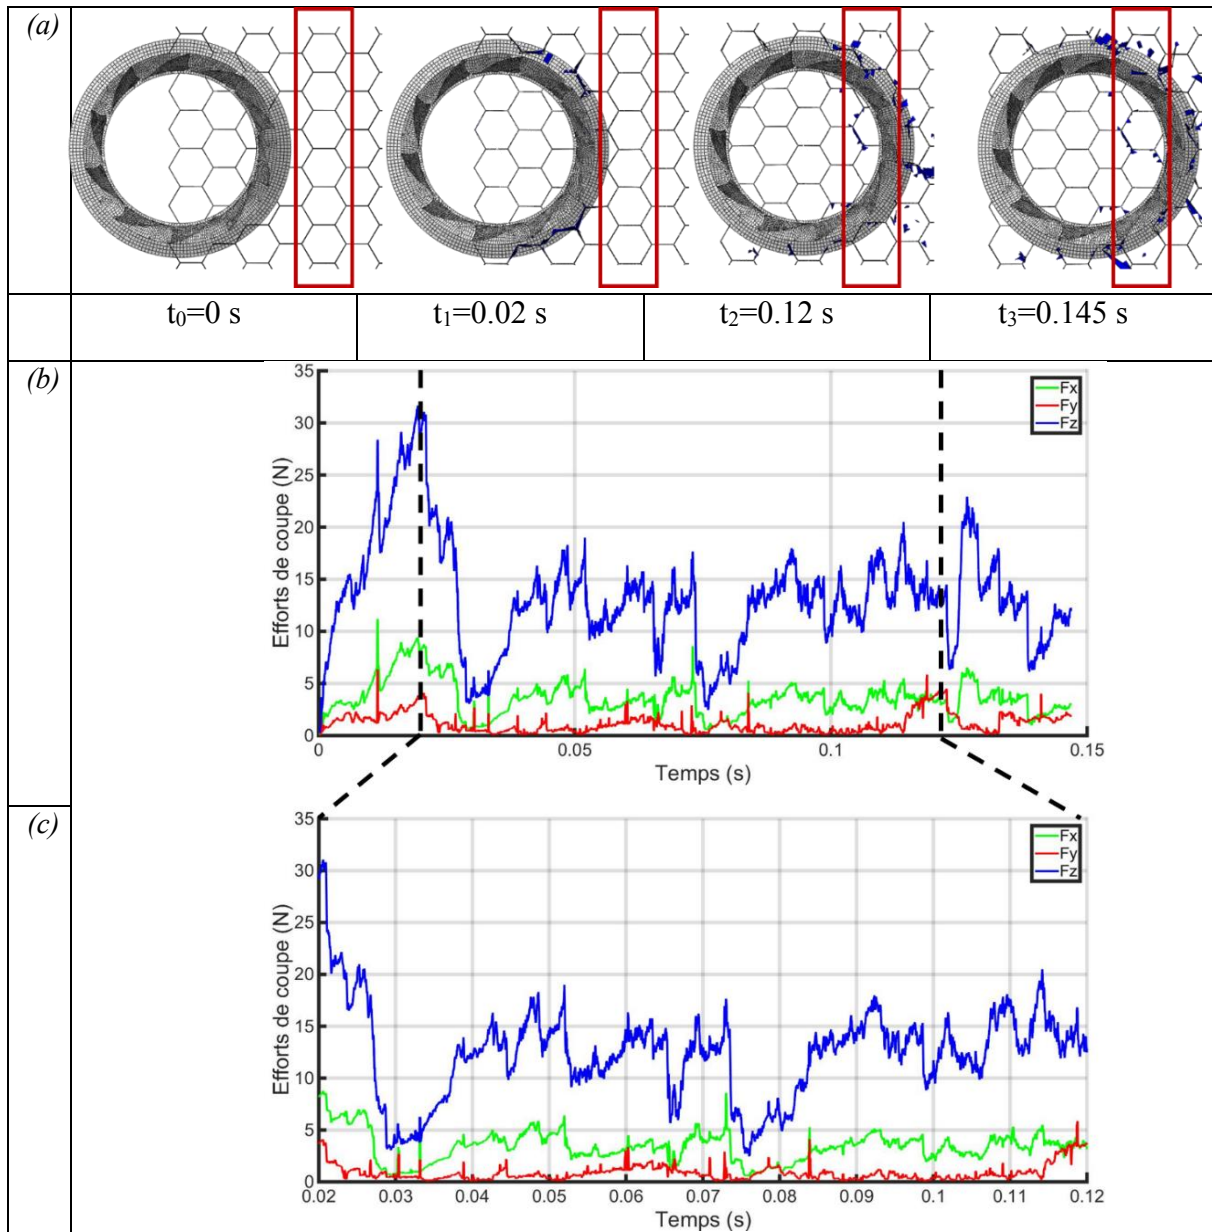 (a)
t0=0 s
t1=0.02 s
t2=0.12 s
t3=0.145 s
(b)
35
30
25
20
15
10
5
0
Efforts de coupe (N)
Fx
Fy
Fz
0
0.05
0.1
0.15
Temps (s)
(c)
35
30
25
20
15
10
5
0
Efforts de coupe (N)
Fx
Fy
Fz
0.02
0.03
0.04
0.05
0.06
0.07
0.08
0.09
0.1
0.11
0.12
Temps (s)